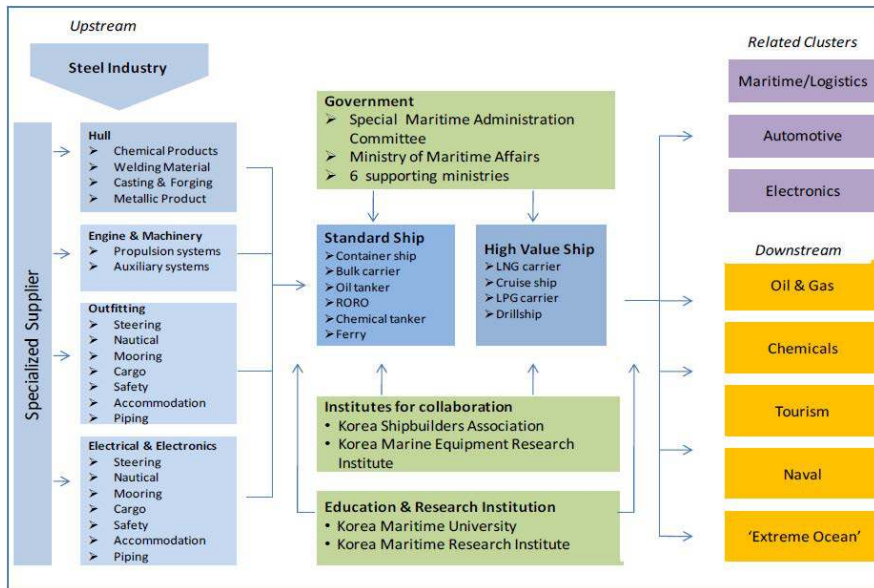 Upstream
Steel Industry
Specialized Supplier
Hull
➤ Chemical Products
➤ Welding Material
➤ Casting & Forging
➤ Metallic Product
Engine & Machinery
➤ Propulsion systems
➤ Auxiliary systems
Outfitting
➤ Steering
➤ Nautical
➤ Mooring
➤ Cargo
➤ Safety
➤ Accommodation
➤ Piping
Electrical & Electronics
➤ Steering
➤ Nautical
➤ Mooring
➤ Cargo
➤ Safety
➤ Accommodation
➤ Piping
Government
➤ Special Maritime Administration
Committee
➤ Ministry of Maritime Affairs
➤ 6 supporting ministries
Standard Ship
➤Container ship
➤Bulk carrier
➤Oil tanker
➤RORO
➤Chemical tanker
➤Ferry
High Value Ship
➤LNG carrier
➤Cruise ship
➤LPG carrier
➤Drillship
Institutes for collaboration
• Korea Shipbuilders Association
• Korea Marine Equipment Research
Institute
Education & Research Institution
• Korea Maritime University
• Korea Maritime Research Institute
Related Clusters
Maritime/Logistics
Automotive
Electronics
Downstream
Oil & Gas
Chemicals
Tourism
Naval
‘Extreme Ocean’